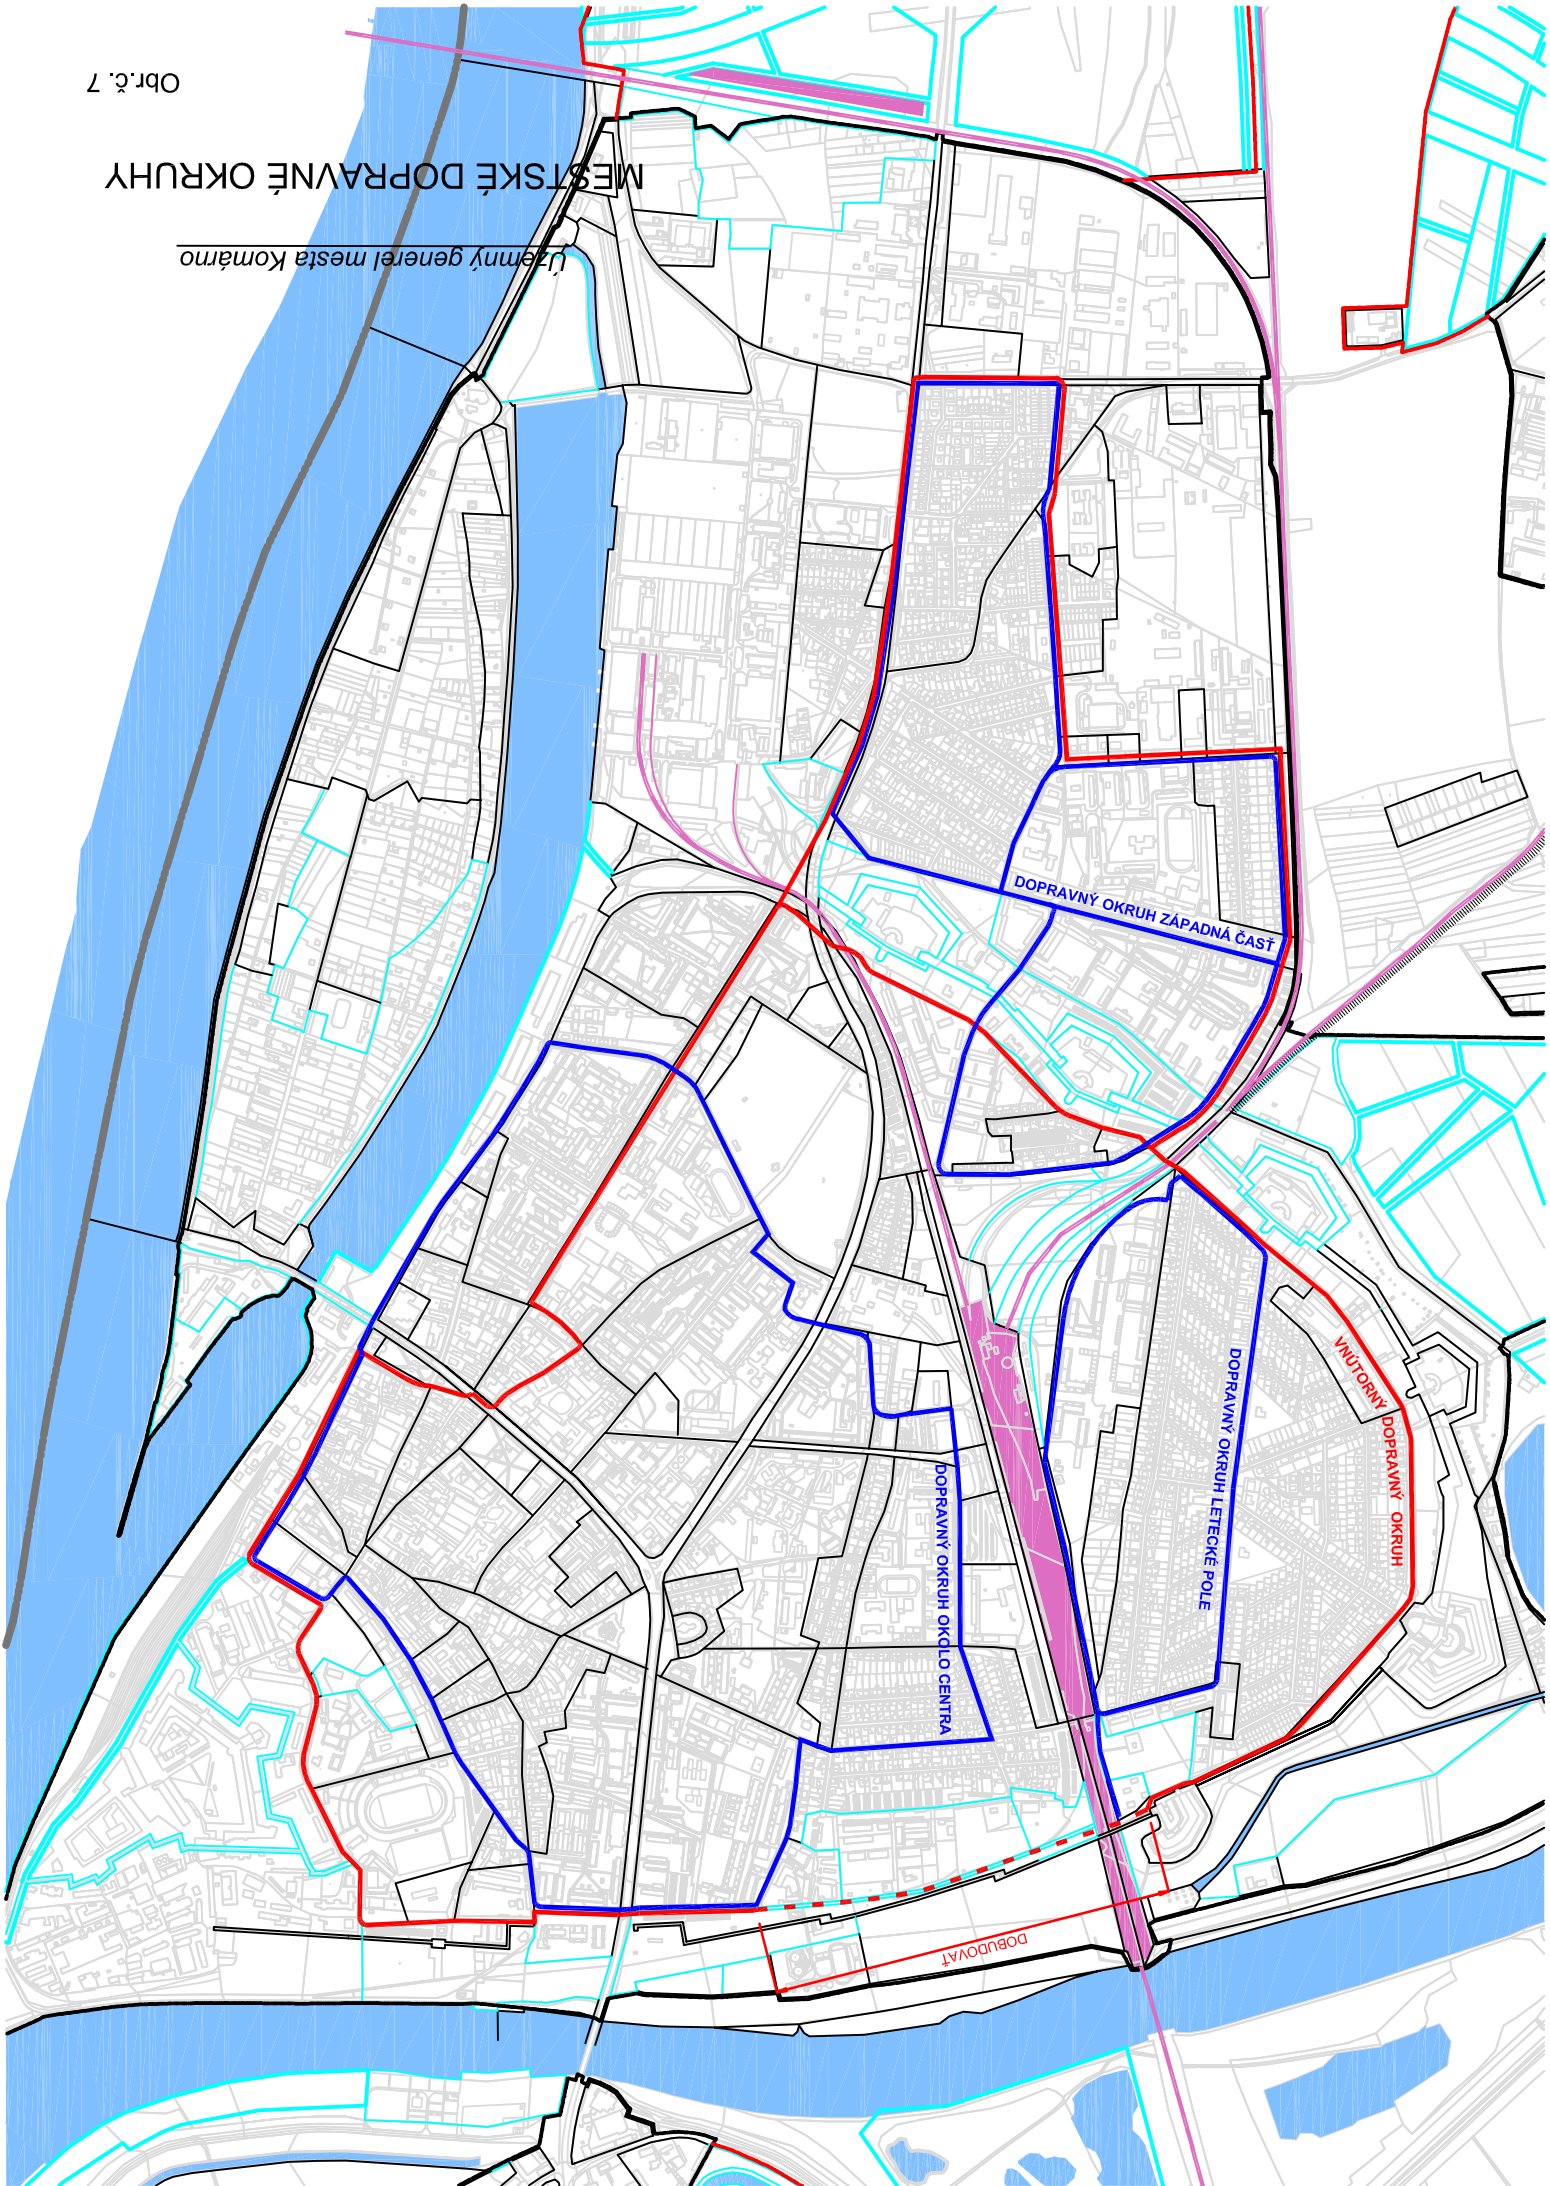 Obr.č. 7
MESTSKÉ DOPRAVNÉ OKRUHY
Územný generel mesta Komárno
DOPRAVNÝ OKRUH ZÁPADNÁ ČASŤ
VNÚTORNÝ DOPRAVNÝ OKRUH
DOPRAVNÝ OKRUH LETECKÉ POLE
DOPRAVNÝ OKRUH OKOLO CENTRA
DOBUDOVAŤ